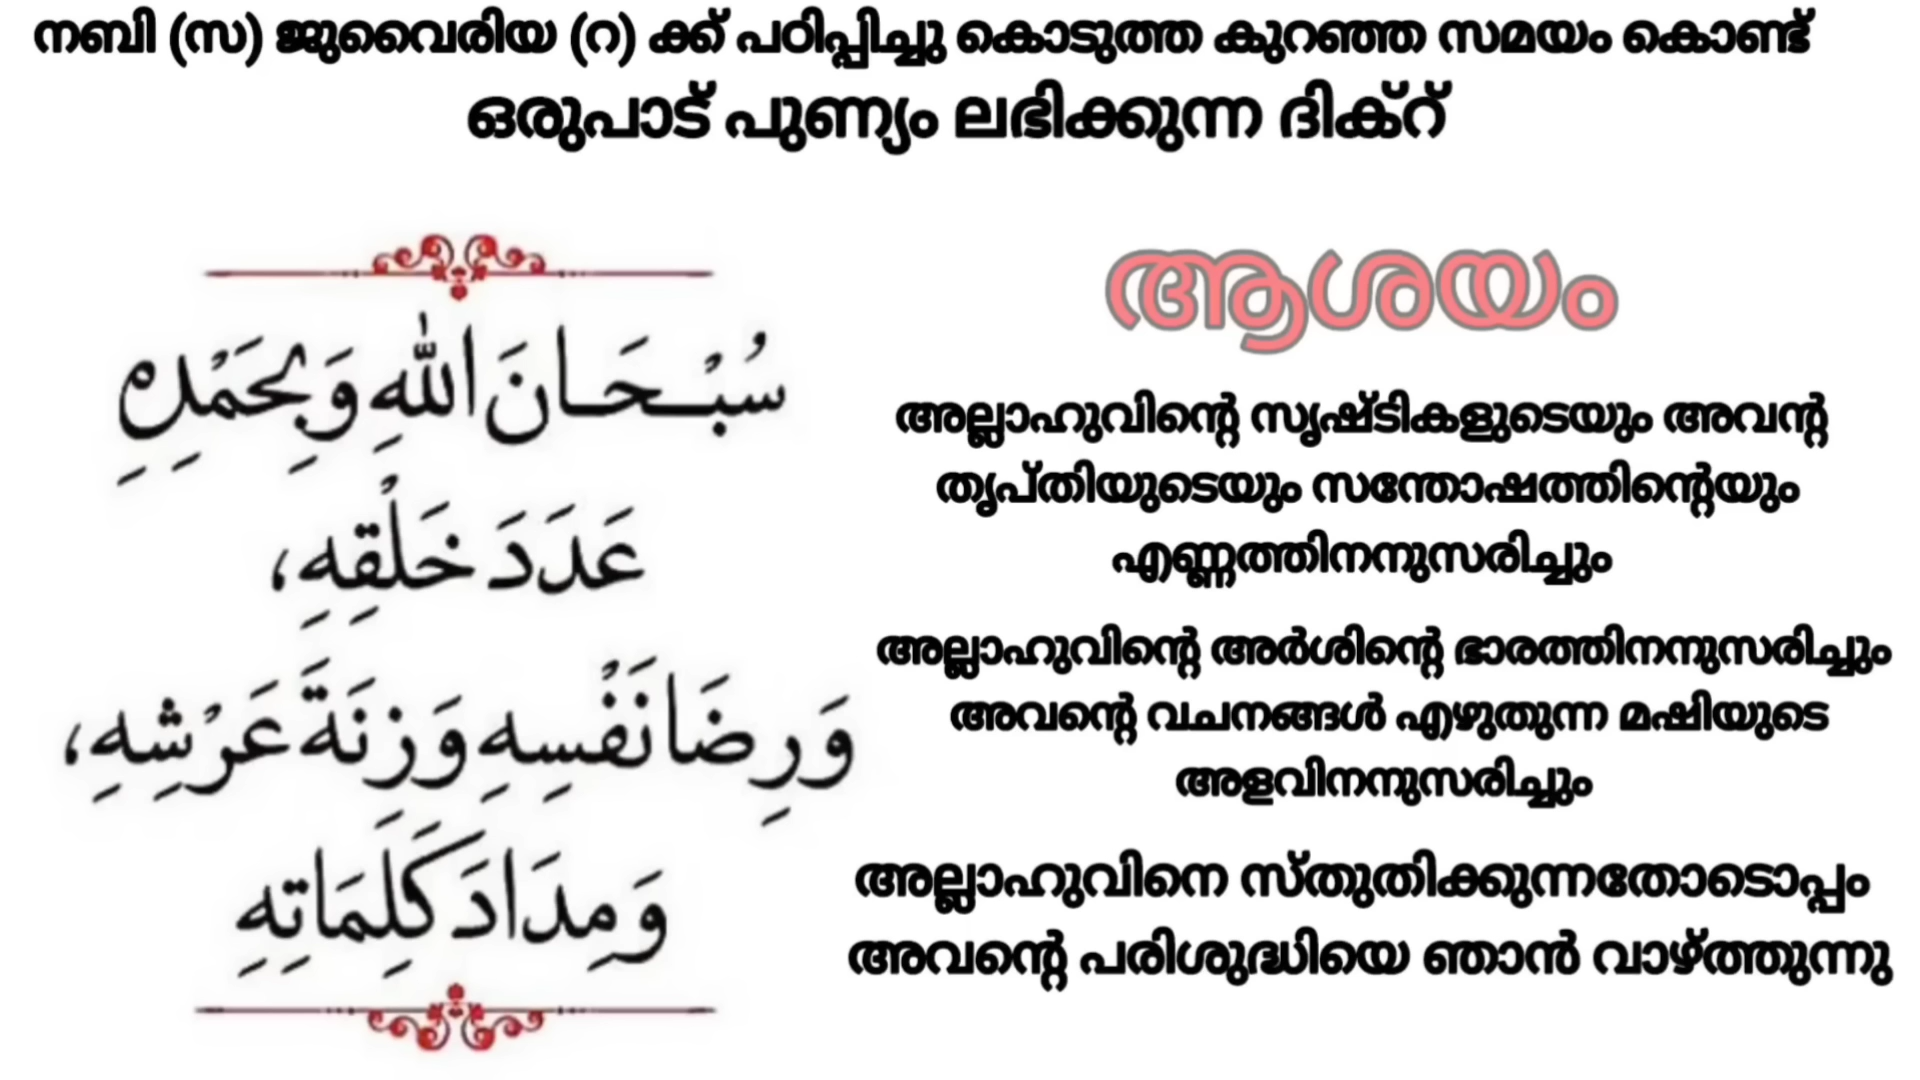 നബി (സ) ജുവൈരിയ (റ) ക്ക് പഠിപ്പിച്ചു കൊടുത്ത കുറഞ്ഞ സമയം കൊണ്ട്
ഒരുപാട് പുണ്യം ലഭിക്കുന്ന ദിക്റ്
سُبْحَانَ اللّٰهِ وَبِحَمْدِهِ
عَدَدَ خَلْقِهِ،
وَرِضَا نَفْسِهِ وَزِنَةَ عَرْشِهِ،
وَمِدَادَ كَلِمَاتِهِ
ആശയം
അല്ലാഹുവിന്റെ സൃഷ്ടികളുടെയും അവന്റ
തൃപ്തിയുടെയും സന്തോഷത്തിന്റെയും
എണ്ണത്തിനനുസരിച്ചും
അല്ലാഹുവിന്റെ അർശിന്റെ ഭാരത്തിനനുസരിച്ചും
അവന്റെ വചനങ്ങൾ എഴുതുന്ന മഷിയുടെ
അളവിനനുസരിച്ചും
അല്ലാഹുവിനെ സ്തുതിക്കുന്നതോടൊപ്പം
അവന്റെ പരിശുദ്ധിയെ ഞാൻ വാഴ്ത്തുന്നു